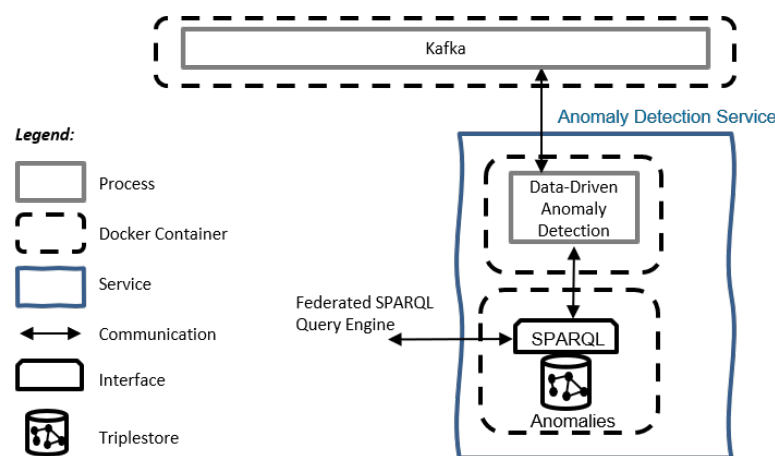 Kafka
Anomaly Detection Service
Legend:
Process
Docker Container
Service
Communication
Interface
Triplestore
Data-Driven
Anomaly
Detection
Federated SPARQL
Query Engine
SPARQL
Anomalies